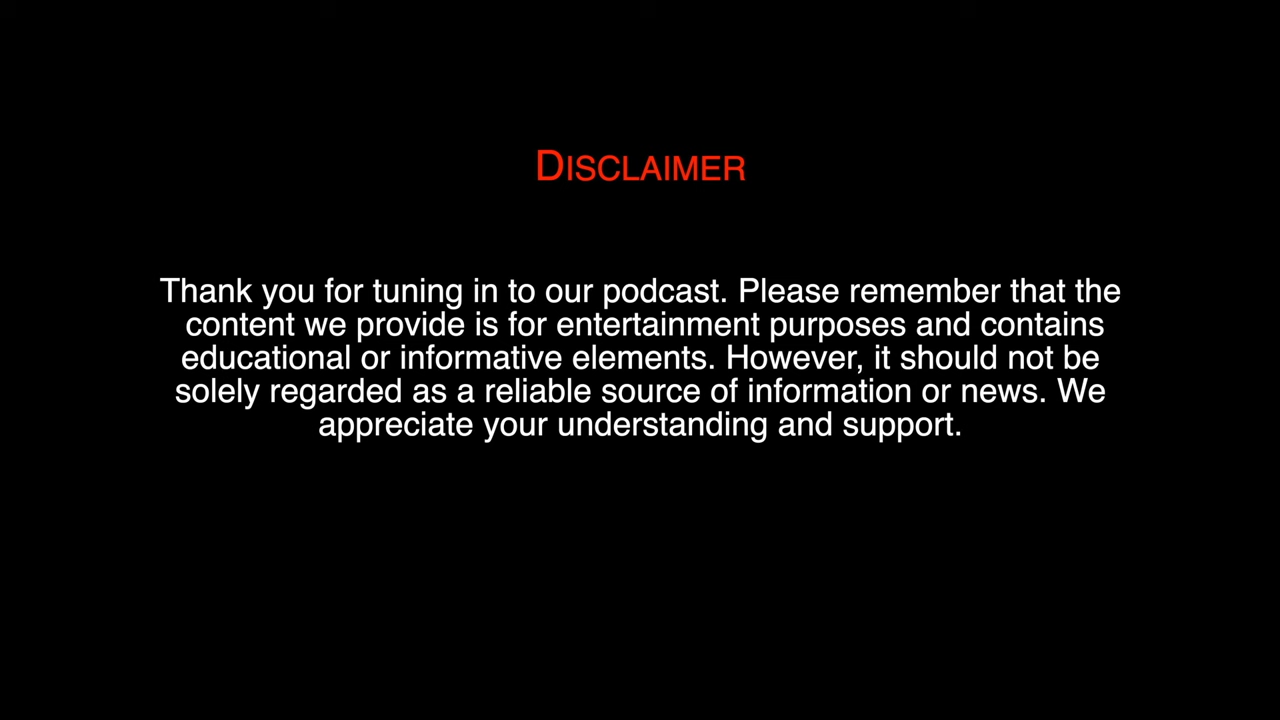 DISCLAIMER
Thank you for tuning in to our podcast. Please remember that the
content we provide is for entertainment purposes and contains
educational or informative elements. However, it should not be
solely regarded as a reliable source of information or news. We
appreciate your understanding and support.